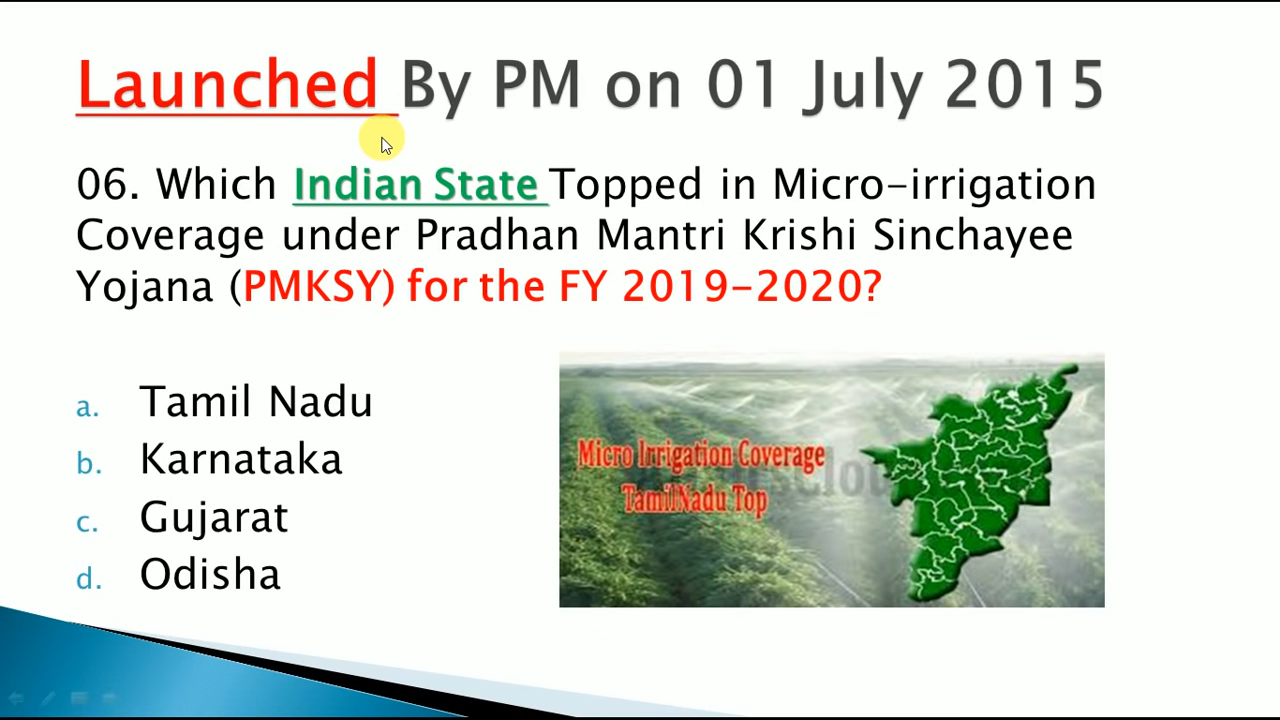 Launched By PM on 01 July 2015
06. Which Indian State Topped in Micro-irrigation
Coverage under Pradhan Mantri Krishi Sinchayee
Yojana (PMKSY) for the FY 2019-2020?
a. Tamil Nadu
b. Karnataka
c. Gujarat
d. Odisha
Micro Irrigation Coverage
TamilNadu Top